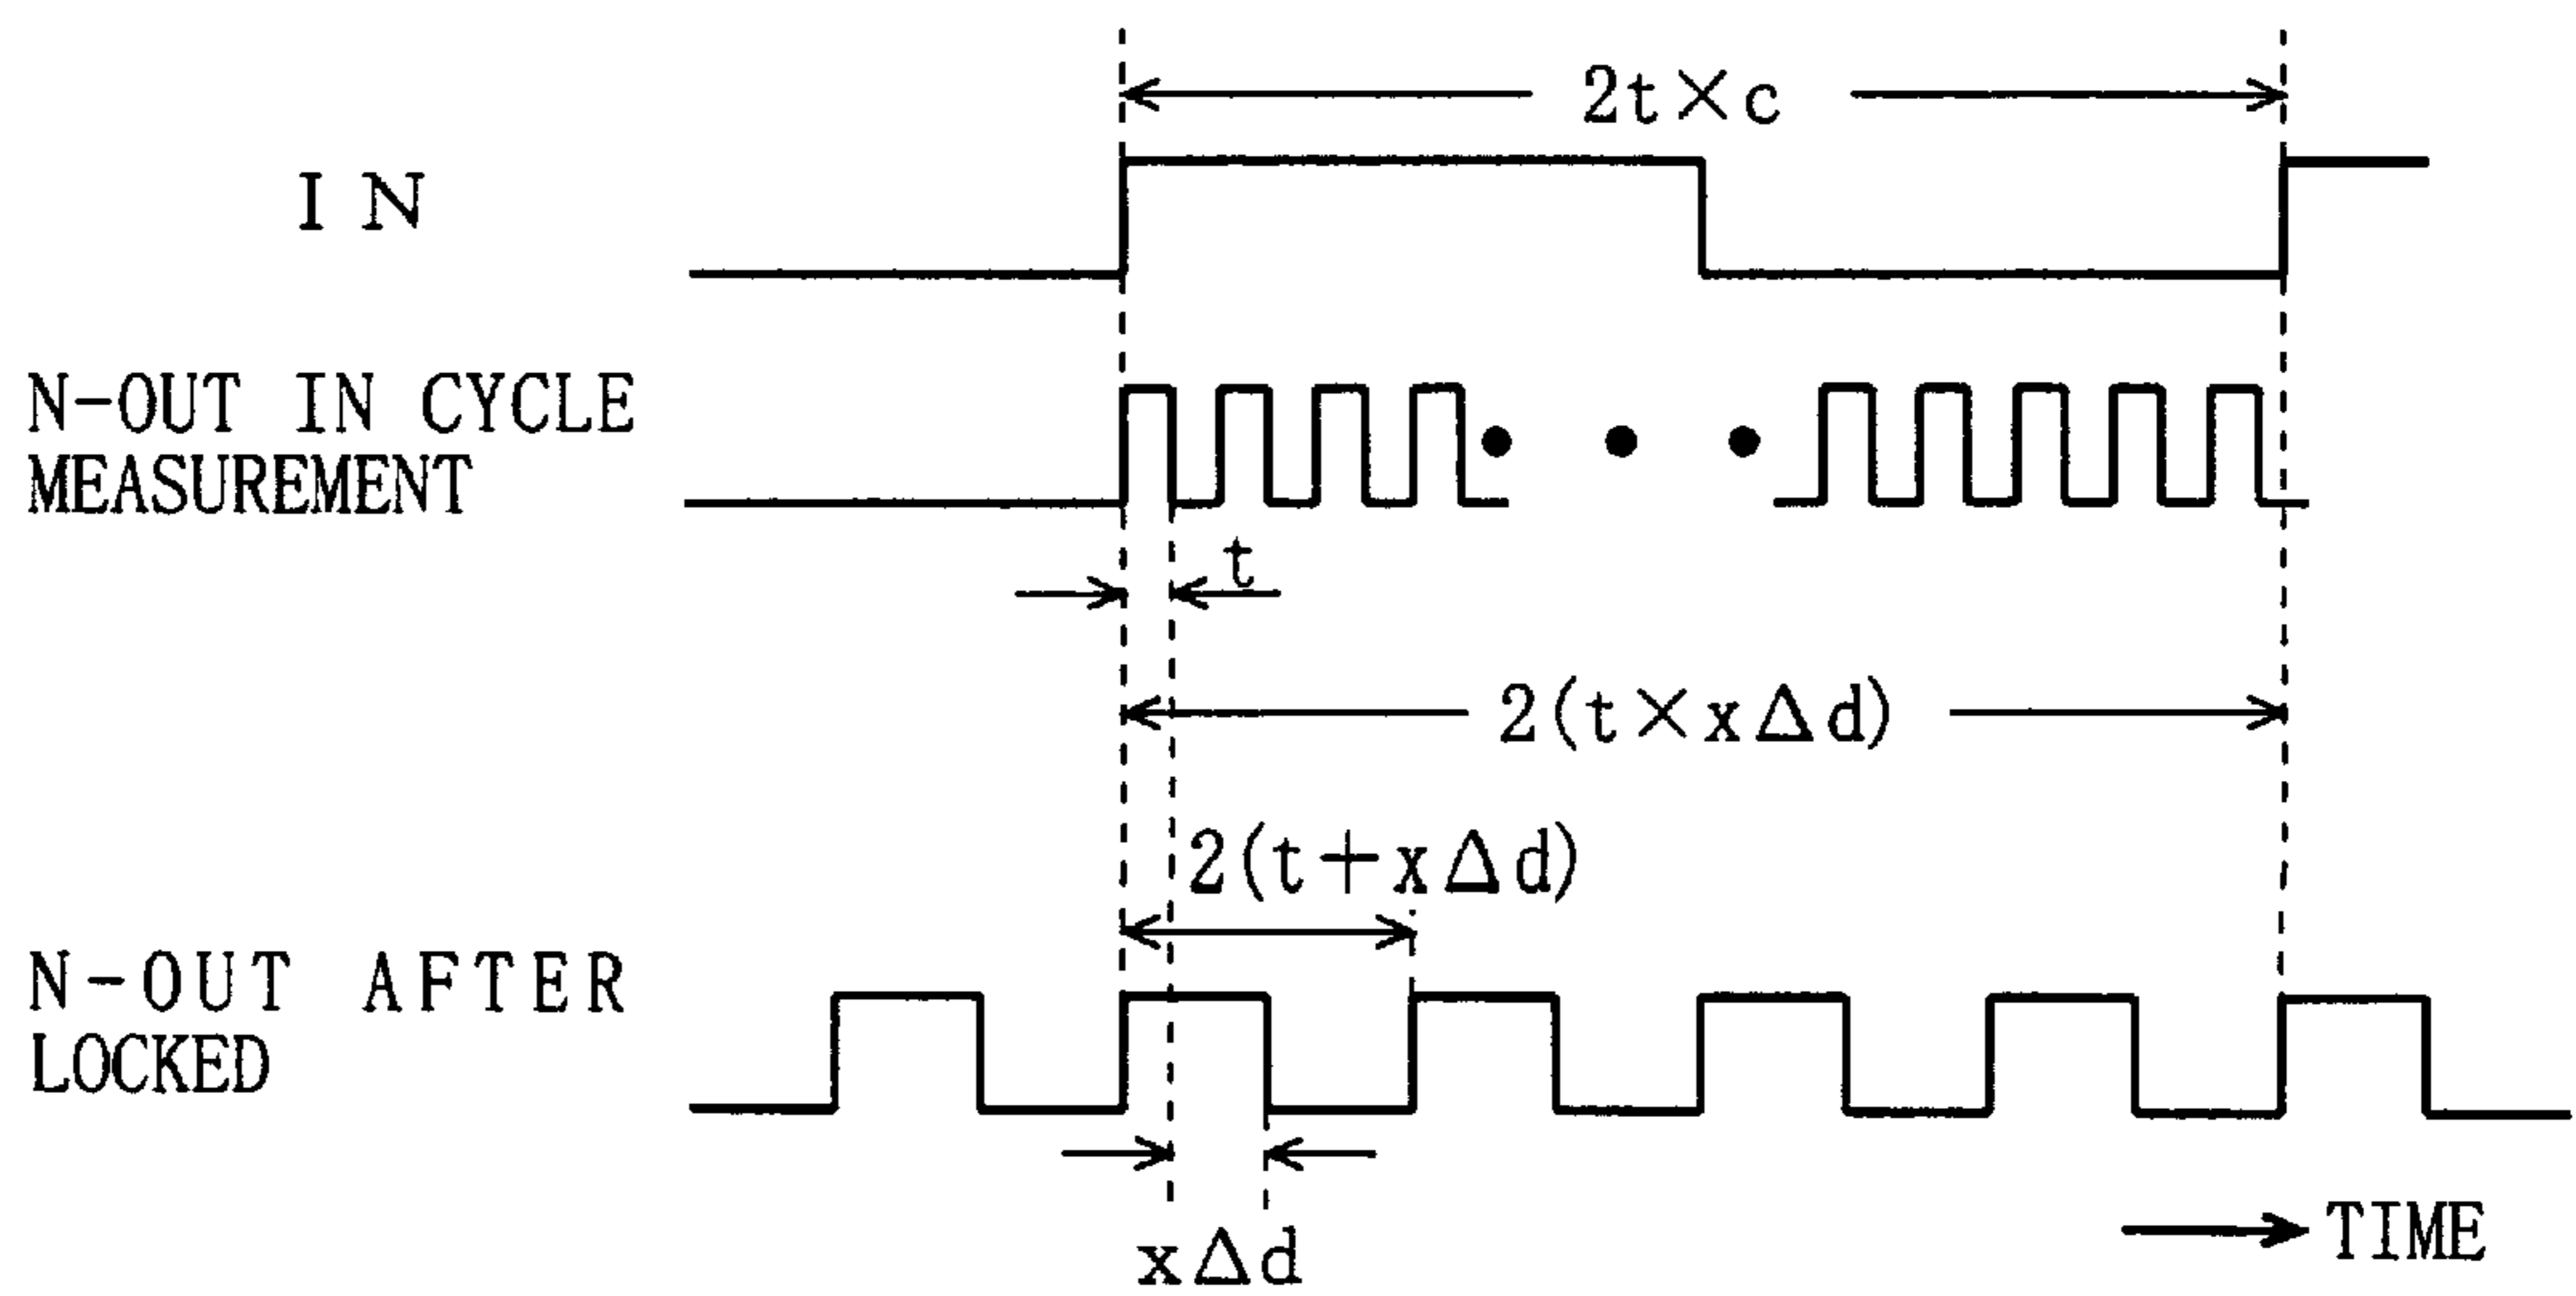 2t×c
IN
N-OUT IN CYCLE
MEASUREMENT
t
2(t×xΔd)
2(t+xΔd)
N-OUT AFTER
LOCKED
xΔd
TIME